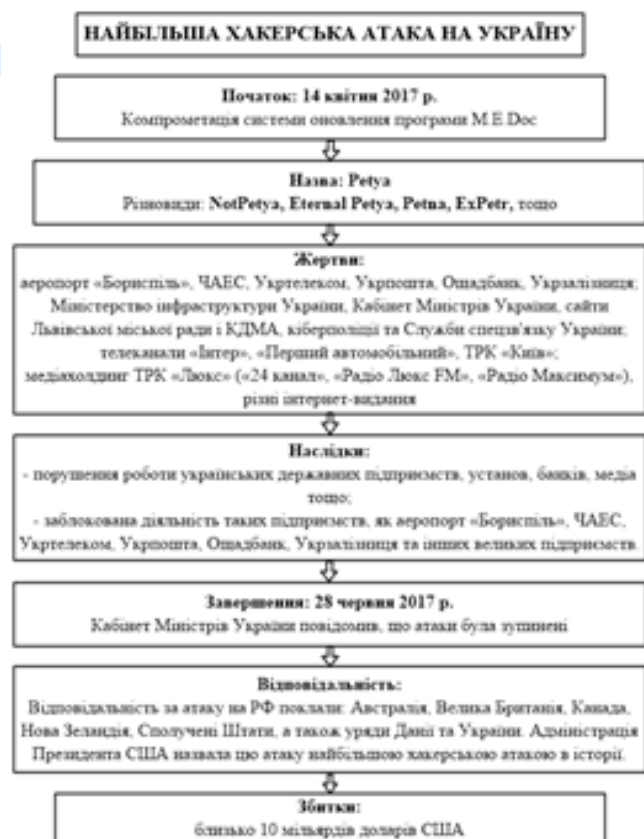 НАЙБІЛЬША ХАКЕРСЬКА АТАКА НА УКРАЇНУ
Початок: 14 квітня 2017 р.
Компрометація системи оновлення програми M.E.Doc
Назва: Petya
Різновиди: NotPetya, Eternal Petya, Petna, ExPetr, тощо
Жертви:
аеропорт «Бориспіль», ЧАЕС, Укртелеком, Укрпошта, Ощадбанк, Укрзалізниця;
Міністерство інфраструктури України, Кабінет Міністрів України, сайти
Львівської міської ради і КДМА, кіберполіції та Служби спецзв'язку України;
телеканали «Інтер», «Перший автомобільний», ТРК «Київ»;
медіахолдинг ТРК «Люкс» («24 канал», «Радіо Люкс FM», «Радіо Максимум»),
різні інтернет-видання
Наслідки:
- порушення роботи українських державних підприємств, установ, банків, медіа
тощо;
- заблокована діяльність таких підприємств, як аеропорт «Бориспіль», ЧАЕС,
Укртелеком, Укрпошта, Ощадбанк, Укрзалізниця та інших великих підприємств.
Завершення: 28 червня 2017 р.
Кабінет Міністрів України повідомив, що атаки була зупинені
Відповідальність:
Відповідальність за атаку на РФ поклали: Австралія, Велика Британія, Канада,
Нова Зеландія, Сполучені Штати, а також уряди Данії та України. Адміністрація
Президента США назвала цю атаку найбільшою хакерською атакою в історії.
Збитки:
близько 10 мільярдів доларів США